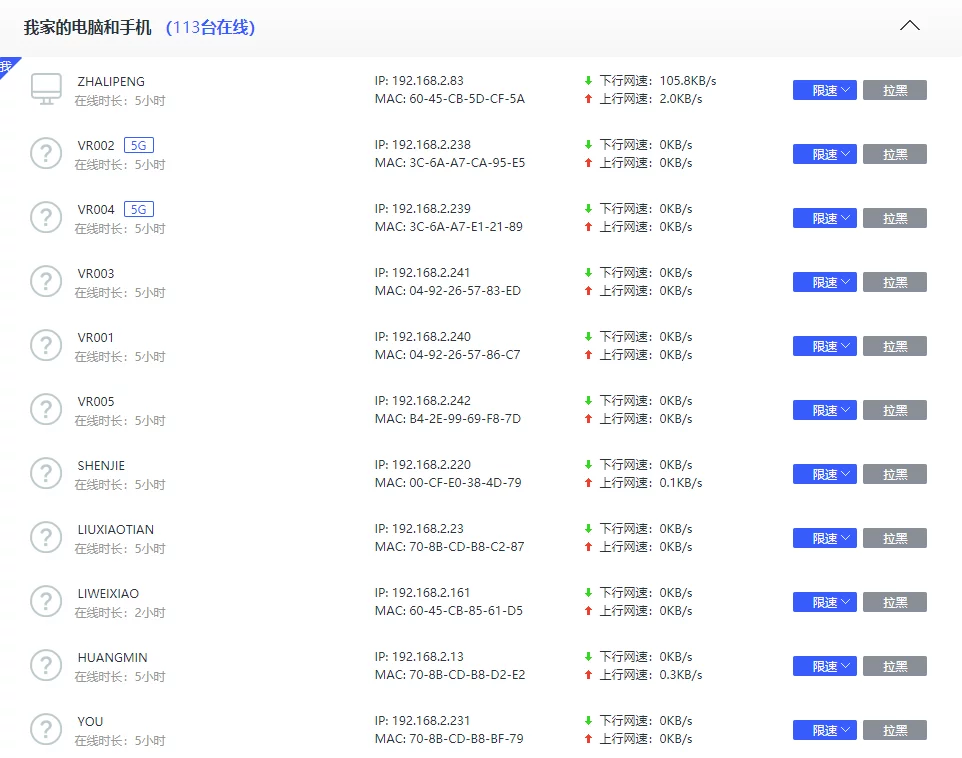 我家的电脑和手机 (113台在线)
我
ZHALIPENG
在线时长：5小时
IP: 192.168.2.83
MAC: 60-45-CB-5D-CF-5A
下行网速：105.8KB/s
上行网速：2.0KB/s
限速 拉黑
VR002 5G
在线时长：5小时
IP: 192.168.2.238
MAC: 3C-6A-A7-CA-95-E5
下行网速：0KB/s
上行网速：0KB/s
限速 拉黑
VR004 5G
在线时长：5小时
IP: 192.168.2.239
MAC: 3C-6A-A7-E1-21-89
下行网速：0KB/s
上行网速：0KB/s
限速 拉黑
VR003
在线时长：5小时
IP: 192.168.2.241
MAC: 04-92-26-57-83-ED
下行网速：0KB/s
上行网速：0KB/s
限速 拉黑
VR001
在线时长：5小时
IP: 192.168.2.240
MAC: 04-92-26-57-86-C7
下行网速：0KB/s
上行网速：0KB/s
限速 拉黑
VR005
在线时长：5小时
IP: 192.168.2.242
MAC: B4-2E-99-69-F8-7D
下行网速：0KB/s
上行网速：0KB/s
限速 拉黑
SHENJIE
在线时长：5小时
IP: 192.168.2.220
MAC: 00-CF-E0-38-4D-79
下行网速：0KB/s
上行网速：0.1KB/s
限速 拉黑
LIUXIAOTIAN
在线时长：5小时
IP: 192.168.2.23
MAC: 70-8B-CD-B8-C2-87
下行网速：0KB/s
上行网速：0KB/s
限速 拉黑
LIWEIXIAO
在线时长：2小时
IP: 192.168.2.161
MAC: 60-45-CB-85-61-D5
下行网速：0KB/s
上行网速：0KB/s
限速 拉黑
HUANGMIN
在线时长：5小时
IP: 192.168.2.13
MAC: 70-8B-CD-B8-D2-E2
下行网速：0KB/s
上行网速：0.3KB/s
限速 拉黑
YOU
在线时长：5小时
IP: 192.168.2.231
MAC: 70-8B-CD-B8-BF-79
下行网速：0KB/s
上行网速：0KB/s
限速 拉黑